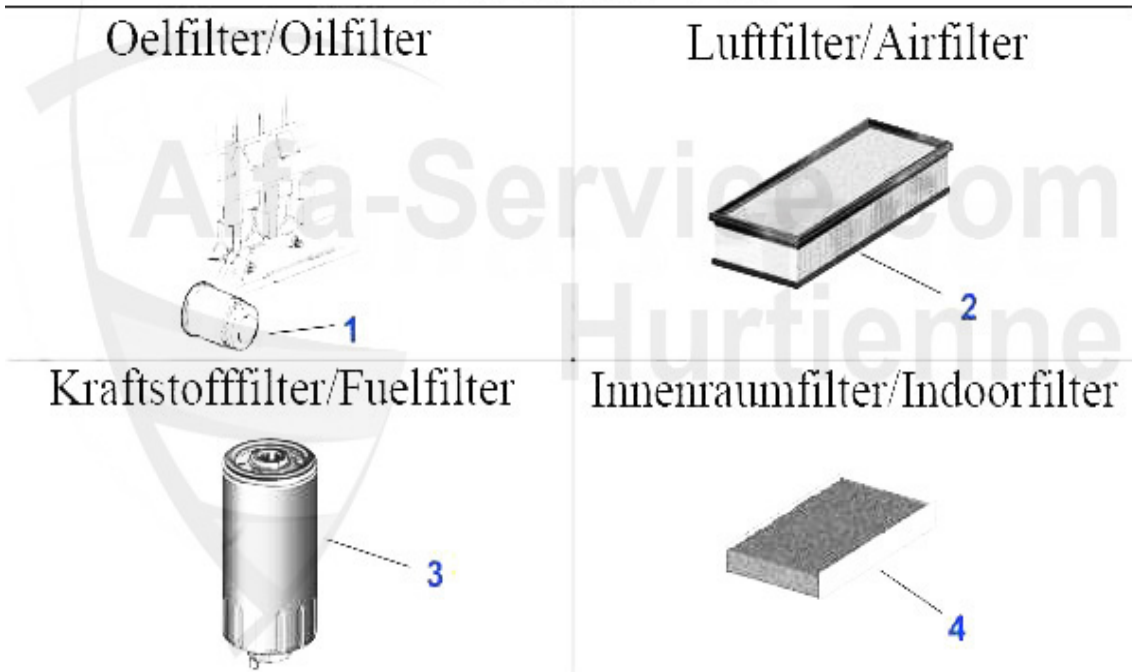 Oelfilter/Oilfilter
Luftfilter/Airfilter
Alfa-Service.com
Hurtienne
1
2
Kraftstofffilter/Fuelfilter
Innenraumfilter/Indoorfilter
3
4